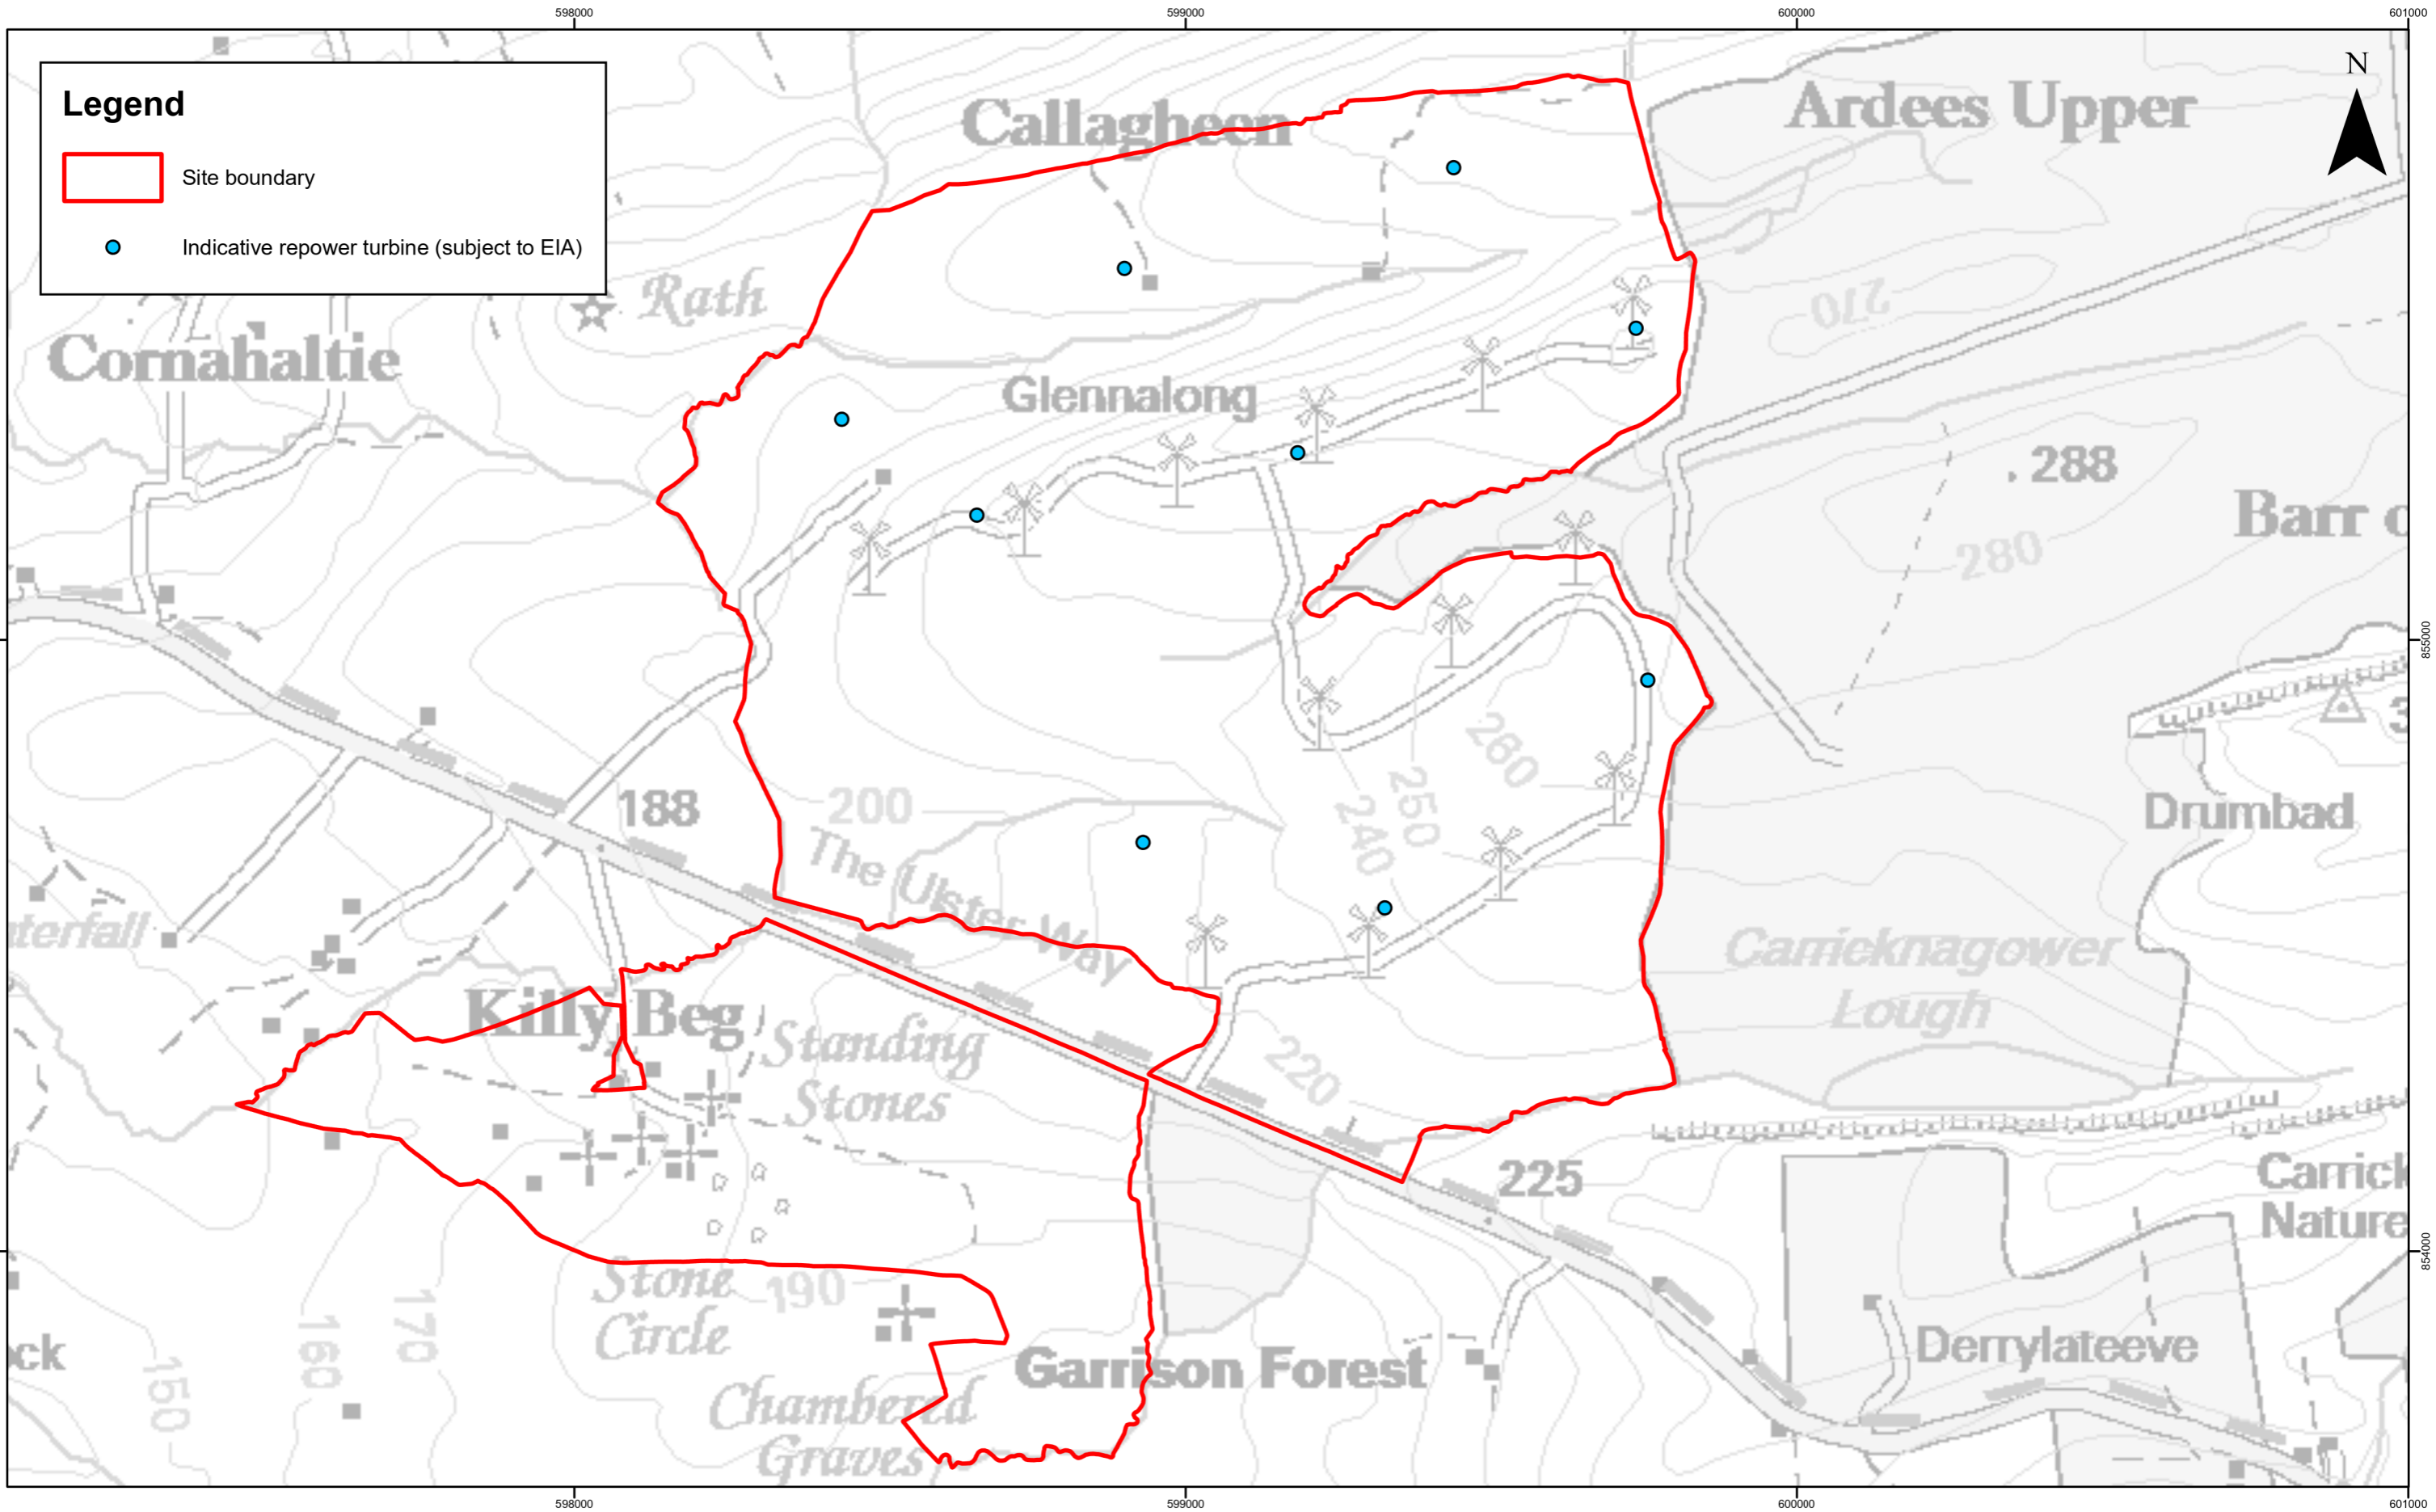 598000
599000
600000
601000
N
Legend
Site boundary
Indicative repower turbine (subject to EIA)
Callagheen
Ardees Upper
Rath
210
Cornahaltie
Glennalong
288
Barr
280
855000
260
188
200
250
240
Drumbad
The Ulster Way
terfall
Carricknagower
Lough
Killy Beg
Standing
Stones
220
225
Carrick
Nature
854000
Stone
Circle
190
170
160
150
ck
Garrison Forest
Derrylateeve
Chambered
Graves
598000
599000
600000
601000